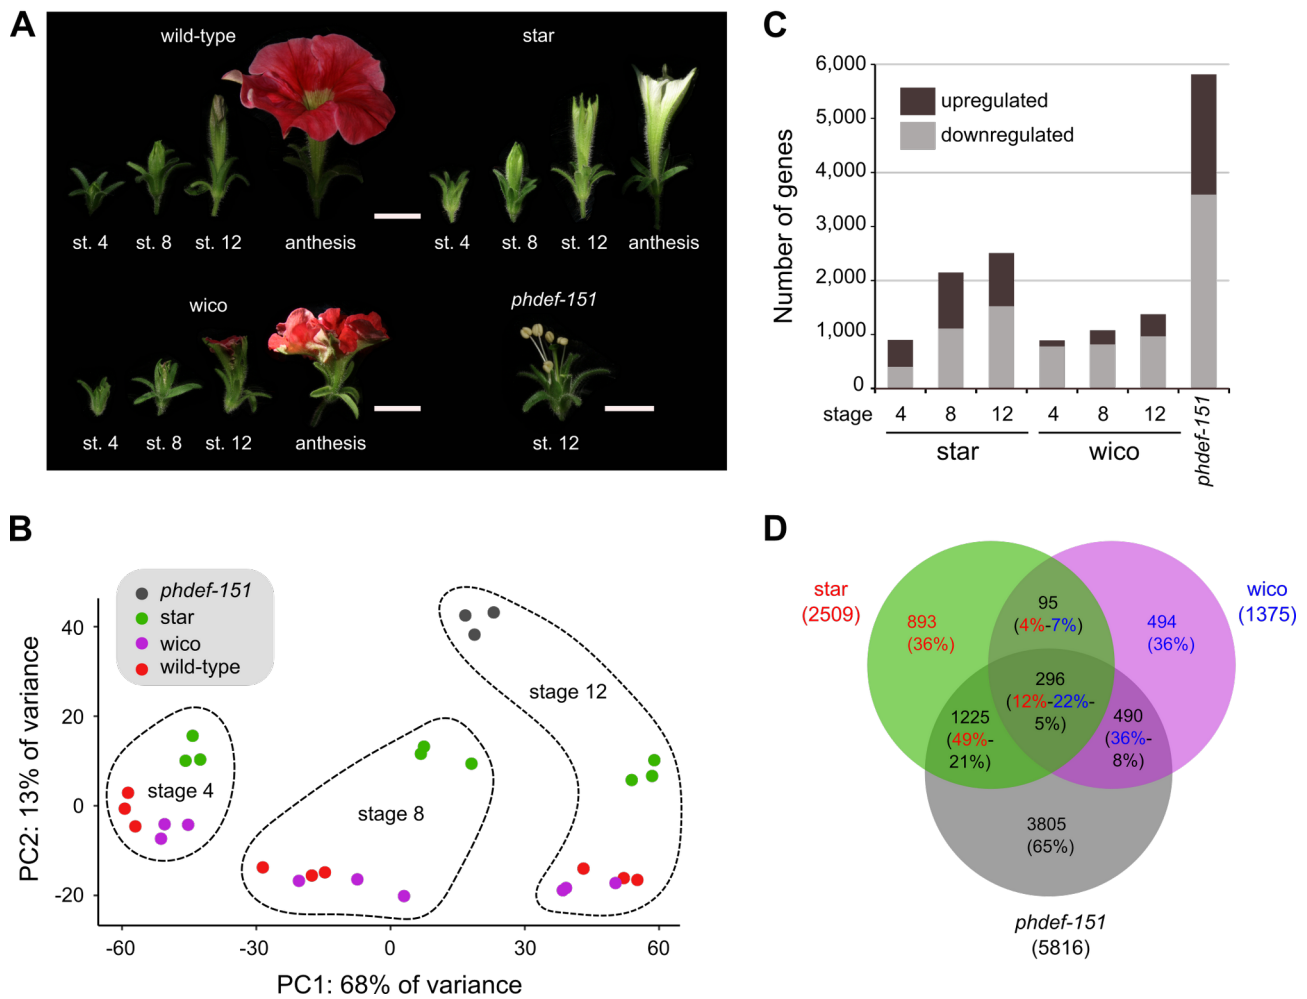 A
wild-type
star
st. 4
st. 8
st. 12
anthesis
st. 4
st. 8
st. 12
anthesis
wico
phdef-151
st. 4
st. 8
st. 12
anthesis
st. 12
B
phdef-151
star
wico
wild-type
40
20
0
-20
PC2: 13% of variance
stage 4
stage 8
stage 12
-60
-30
0
30
60
PC1: 68% of variance
C
6,000
5,000
4,000
3,000
2,000
1,000
0
Number of genes
upregulated
downregulated
stage
4
8
12
4
8
12
star
wico
phdef-151
D
star
(2509)
wico
(1375)
893
(36%)
95
(4%-7%)
494
(36%)
296
(12%-22%-
5%)
1225
(49%-
21%)
490
(36%-
8%)
3805
(65%)
phdef-151
(5816)